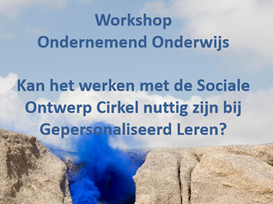 Workshop
Ondernemend Onderwijs
Kan het werken met de Sociale
Ontwerp Cirkel nuttig zijn bij
Gepersonaliseerd Leren?